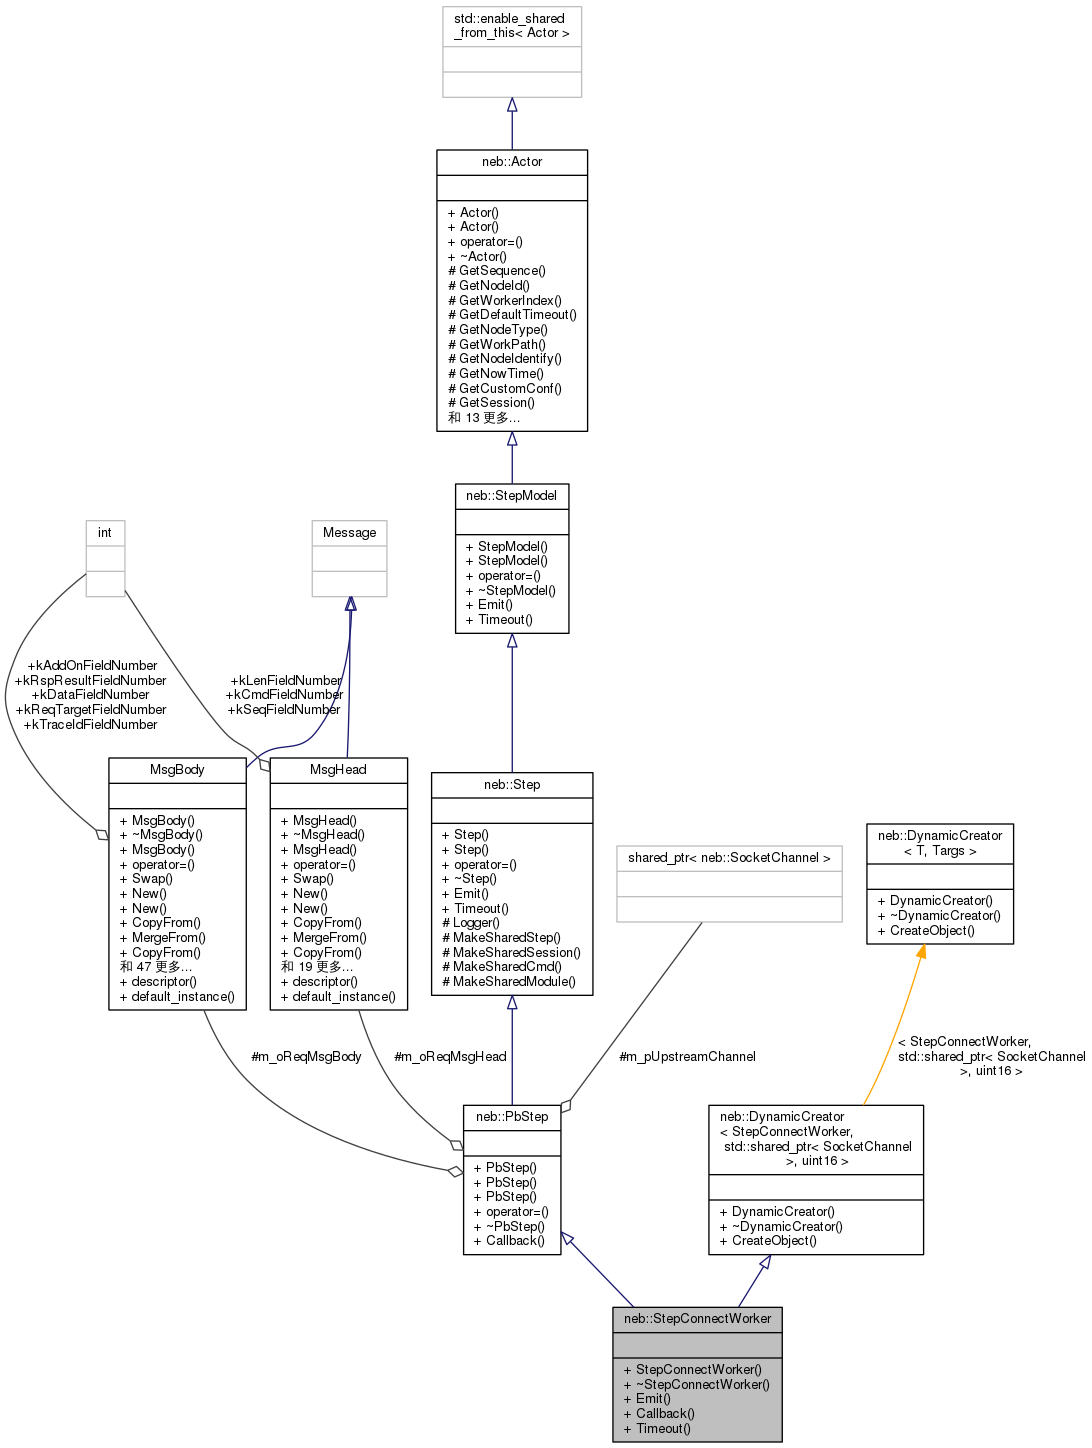 std::enable_shared
_from_this< Actor >
neb::Actor
+ Actor()
+ Actor()
+ operator=()
+ ~Actor()
# GetSequence()
# GetNodeId()
# GetWorkerIndex()
# GetDefaultTimeout()
# GetNodeType()
# GetWorkPath()
# GetNodeIdentify()
# GetNowTime()
# GetCustomConf()
# GetSession()
和 13 更多...
neb::StepModel
+ StepModel()
+ StepModel()
+ operator=()
+ ~StepModel()
+ Emit()
+ Timeout()
int
Message
+kAddOnFieldNumber
+kRspResultFieldNumber
+kDataFieldNumber
+kReqTargetFieldNumber
+kTraceIdFieldNumber
+kLenFieldNumber
+kCmdFieldNumber
+kSeqFieldNumber
MsgBody
+ MsgBody()
+ ~MsgBody()
+ MsgBody()
+ operator=()
+ Swap()
+ New()
+ New()
+ CopyFrom()
+ MergeFrom()
+ CopyFrom()
和 47 更多...
+ descriptor()
+ default_instance()
MsgHead
+ MsgHead()
+ ~MsgHead()
+ MsgHead()
+ operator=()
+ Swap()
+ New()
+ New()
+ CopyFrom()
+ MergeFrom()
+ CopyFrom()
和 19 更多...
+ descriptor()
+ default_instance()
neb::Step
+ Step()
+ Step()
+ operator=()
+ ~Step()
+ Emit()
+ Timeout()
# Logger()
# MakeSharedStep()
# MakeSharedSession()
# MakeSharedCmd()
# MakeSharedModule()
shared_ptr< neb::SocketChannel >
neb::DynamicCreator
< T, Targs >
+ DynamicCreator()
+ ~DynamicCreator()
+ CreateObject()
#m_oReqMsgBody
#m_oReqMsgHead
#m_pUpstreamChannel
< StepConnectWorker,
std::shared_ptr< SocketChannel
>, uint16 >
neb::PbStep
+ PbStep()
+ PbStep()
+ PbStep()
+ operator=()
+ ~PbStep()
+ Callback()
neb::DynamicCreator
< StepConnectWorker,
std::shared_ptr< SocketChannel
>, uint16 >
+ DynamicCreator()
+ ~DynamicCreator()
+ CreateObject()
neb::StepConnectWorker
+ StepConnectWorker()
+ ~StepConnectWorker()
+ Emit()
+ Callback()
+ Timeout()